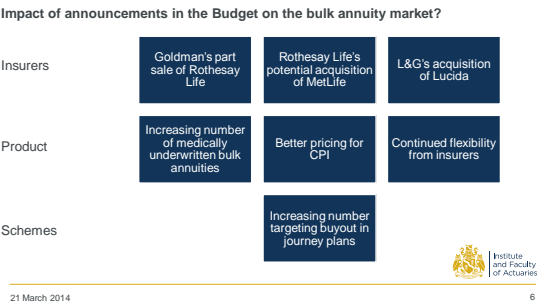 Impact of announcements in the Budget on the bulk annuity market?
Insurers
Goldman's part
sale of Rothesay
Life
Rothesay Life's
potential acquisition
of MetLife
L&G's acquisition
of Lucida
Product
Increasing number
of medically
underwritten bulk
annuities
Better pricing for
CPI
Continued flexibility
from insurers
Schemes
Increasing number
targeting buyout in
journey plans
Institute
and Faculty
of Actuaries
21 March 2014
6